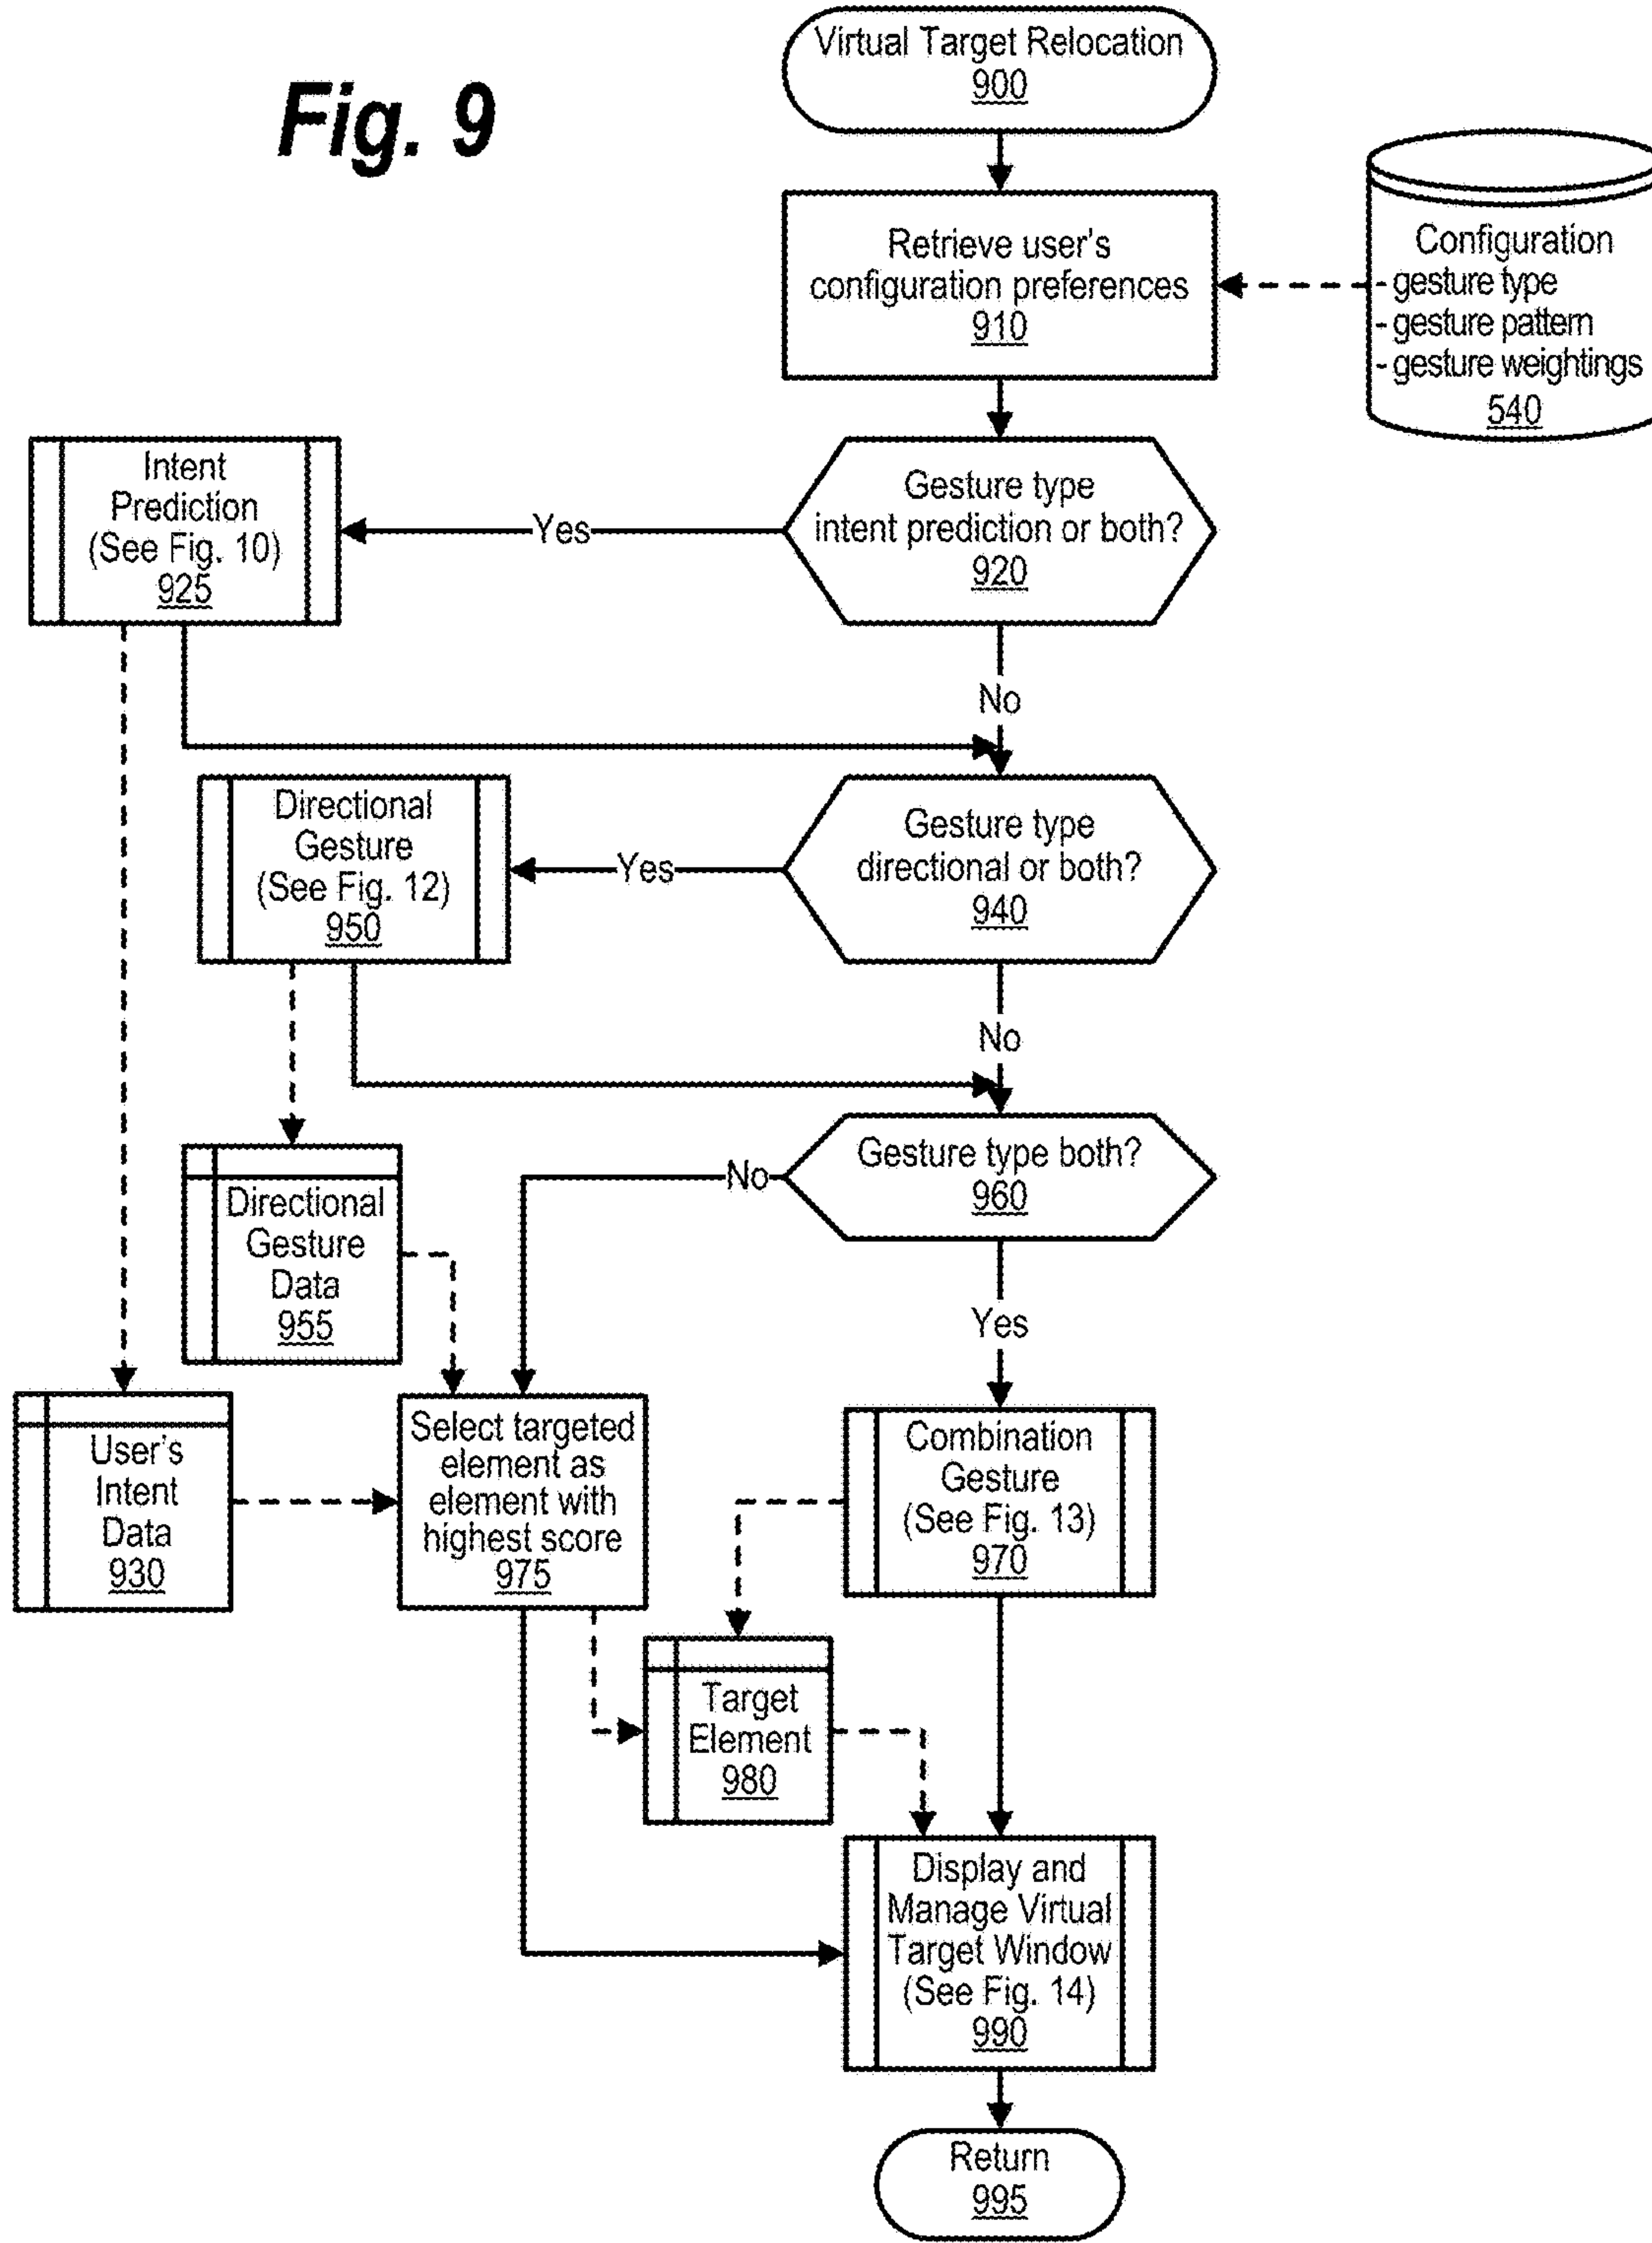 Fig. 9
Virtual Target Relocation
900
Retrieve user's
configuration preferences
910
Configuration
- gesture type
- gesture pattern
- gesture weightings
540
Intent
Prediction
(See Fig. 10)
925
Yes
Gesture type
intent prediction or both?
920
No
Directional
Gesture
(See Fig. 12)
950
Yes
Gesture type
directional or both?
940
No
Gesture type both?
960
No
Yes
Directional
Gesture
Data
955
User's
Intent
Data
930
Select targeted
element as
element with
highest score
975
Combination
Gesture
(See Fig. 13)
970
Target
Element
980
Display and
Manage Virtual
Target Window
(See Fig. 14)
990
Return
995